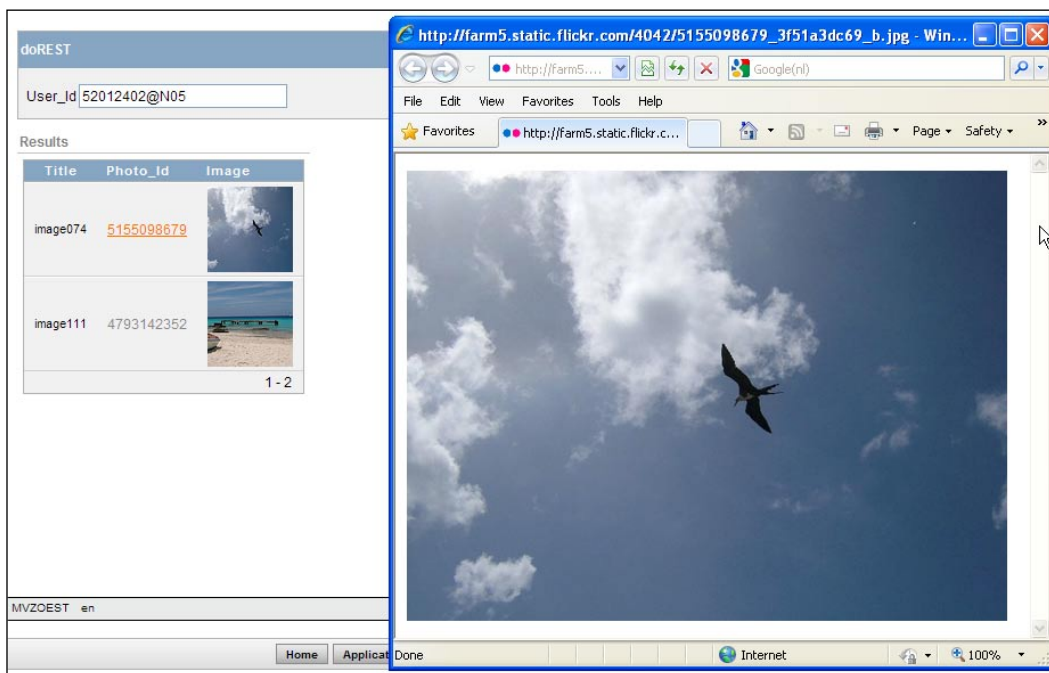 doREST
User_Id 52012402@N05
Results
Title Photo_Id Image
image074 5155098679
image111 4793142352
1 - 2
MVZOEST en
Home Applicat
http://farm5.static.flickr.com/4042/5155098679_3f51a3dc69_b.jpg - Win...
http://farm5.... Google(nl)
File Edit View Favorites Tools Help
Favorites http://farm5.static.flickr.c... Page Safety »
Done Internet 100%